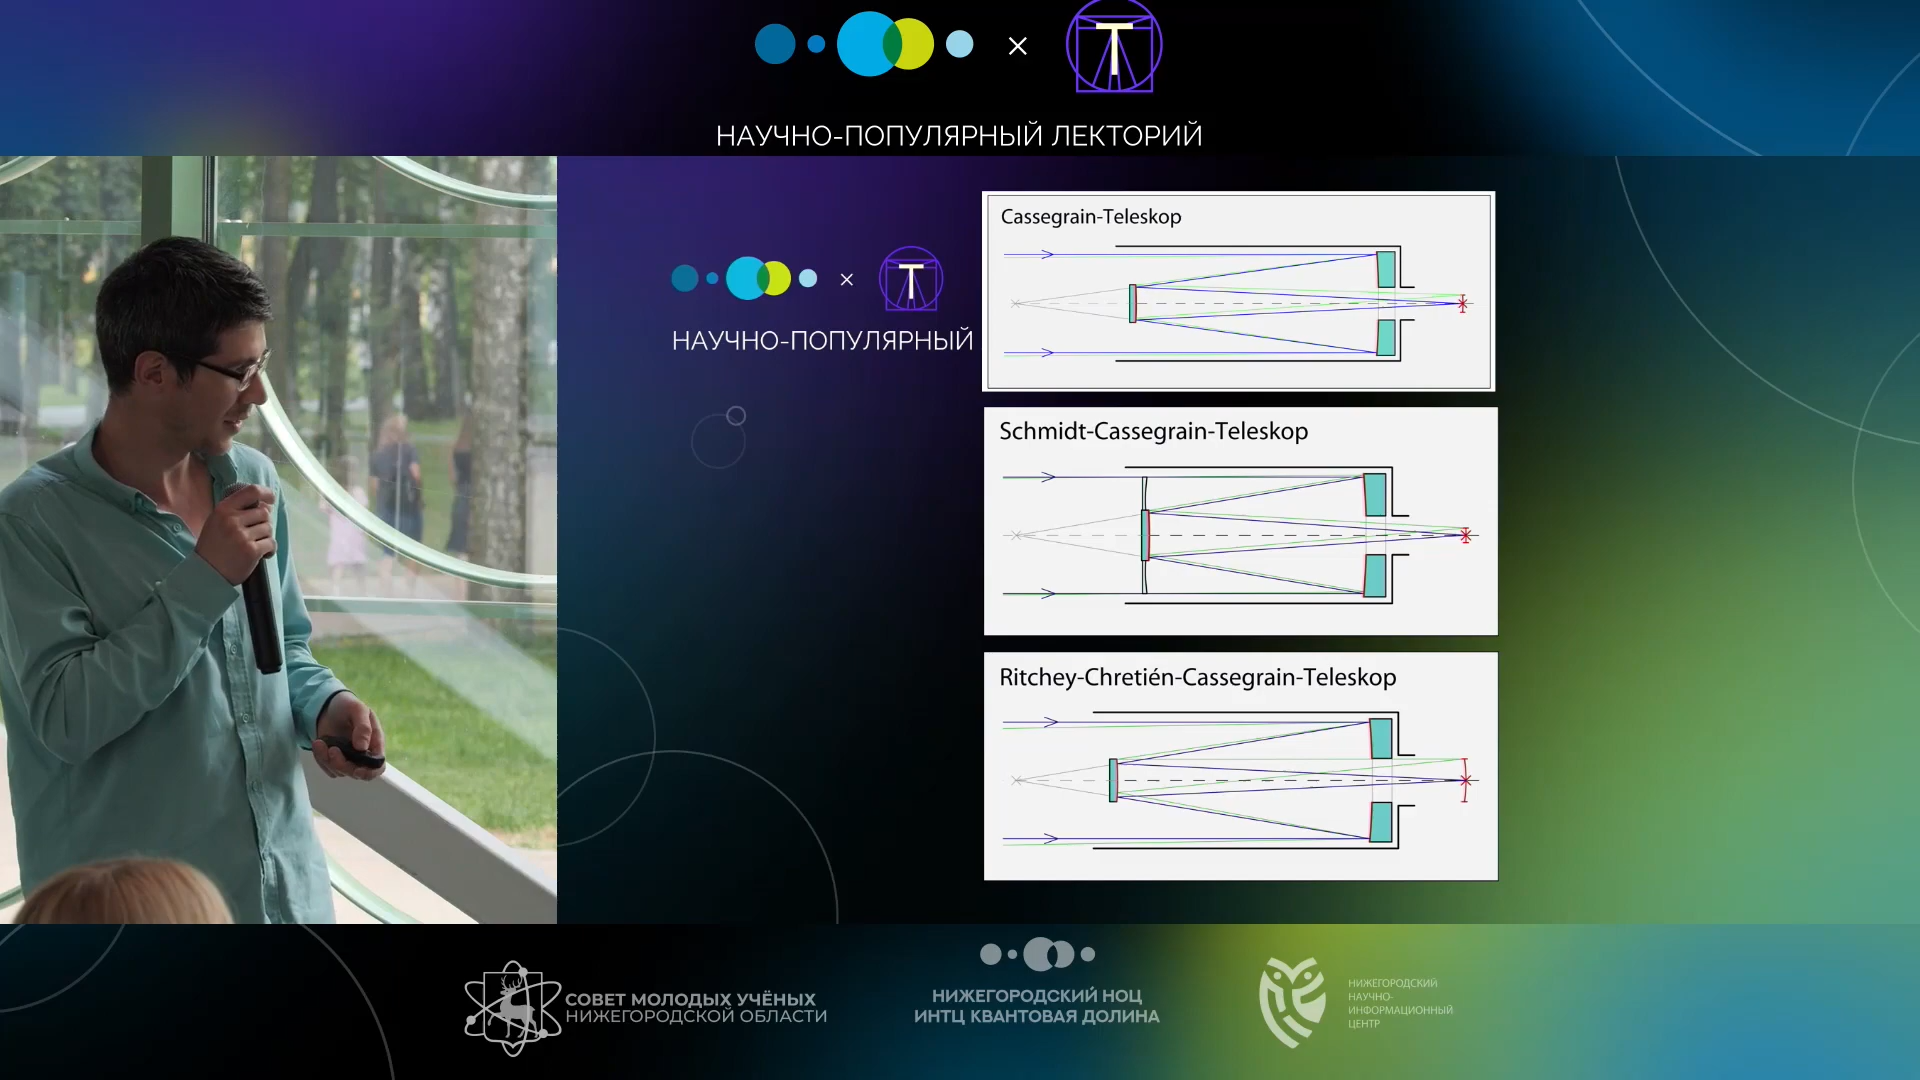 ×
T
НАУЧНО-ПОПУЛЯРНЫЙ ЛЕКТОРИЙ
×
T
НАУЧНО-ПОПУЛЯРНЫЙ
Cassegrain-Teleskop
Schmidt-Cassegrain-Teleskop
Ritchey-Chretién-Cassegrain-Teleskop
СОВЕТ МОЛОДЫХ УЧЁНЫХ
НИЖЕГОРОДСКОЙ ОБЛАСТИ
НИЖЕГОРОДСКИЙ НОЦ
ИНТЦ КВАНТОВАЯ ДОЛИНА
НИЖЕГОРОДСКИЙ
НАУЧНО-
ИНФОРМАЦИОННЫЙ
ЦЕНТР